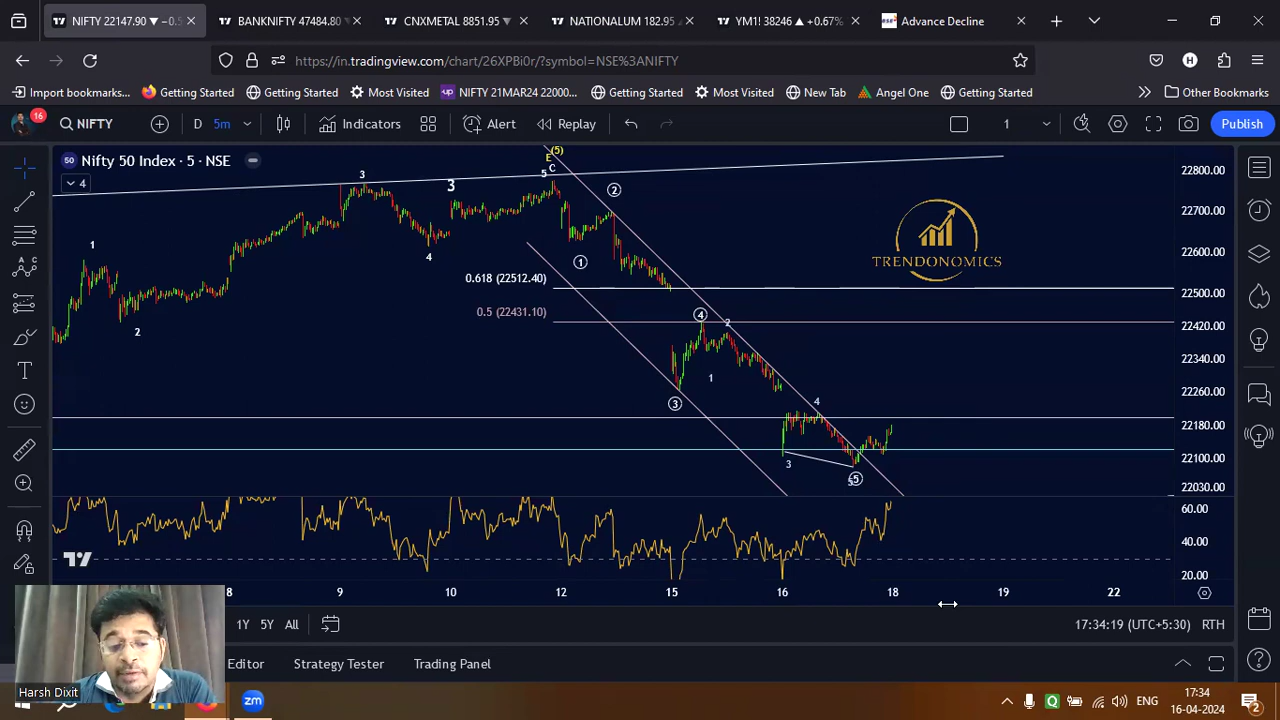 NIFTY 22147.90 ▼ −0.5
BANKNIFTY 47484.80 ▼
CNXMETAL 8851.95 ▼
NATIONALUM 182.95 ▲
YM1! 38246 ▲ +0.67%
Advance Decline
https://in.tradingview.com/chart/26XPBi0r/?symbol=NSE%3ANIFTY
Import bookmarks...
Getting Started
Getting Started
Most Visited
NIFTY 21MAR24 22000...
Getting Started
Most Visited
New Tab
Angel One
Getting Started
Other Bookmarks
16
NIFTY
D
5m
Indicators
Alert
Replay
1
Publish
50
Nifty 50 Index · 5 · NSE
4
(5)
E
C
5
3
3
4
1
2
2
1
0.618 (22512.40)
0.5 (22431.10)
4
2
1
3
4
3
5
TRENDONOMICS
22800.00
22700.00
22600.00
22500.00
22420.00
22340.00
22260.00
22180.00
22100.00
22030.00
60.00
40.00
20.00
8
9
10
12
15
16
18
19
22
1Y
5Y
All
17:34:19 (UTC+5:30)
RTH
Editor
Strategy Tester
Trading Panel
Harsh Dixit
zm
ENG
17:34
16-04-2024
2